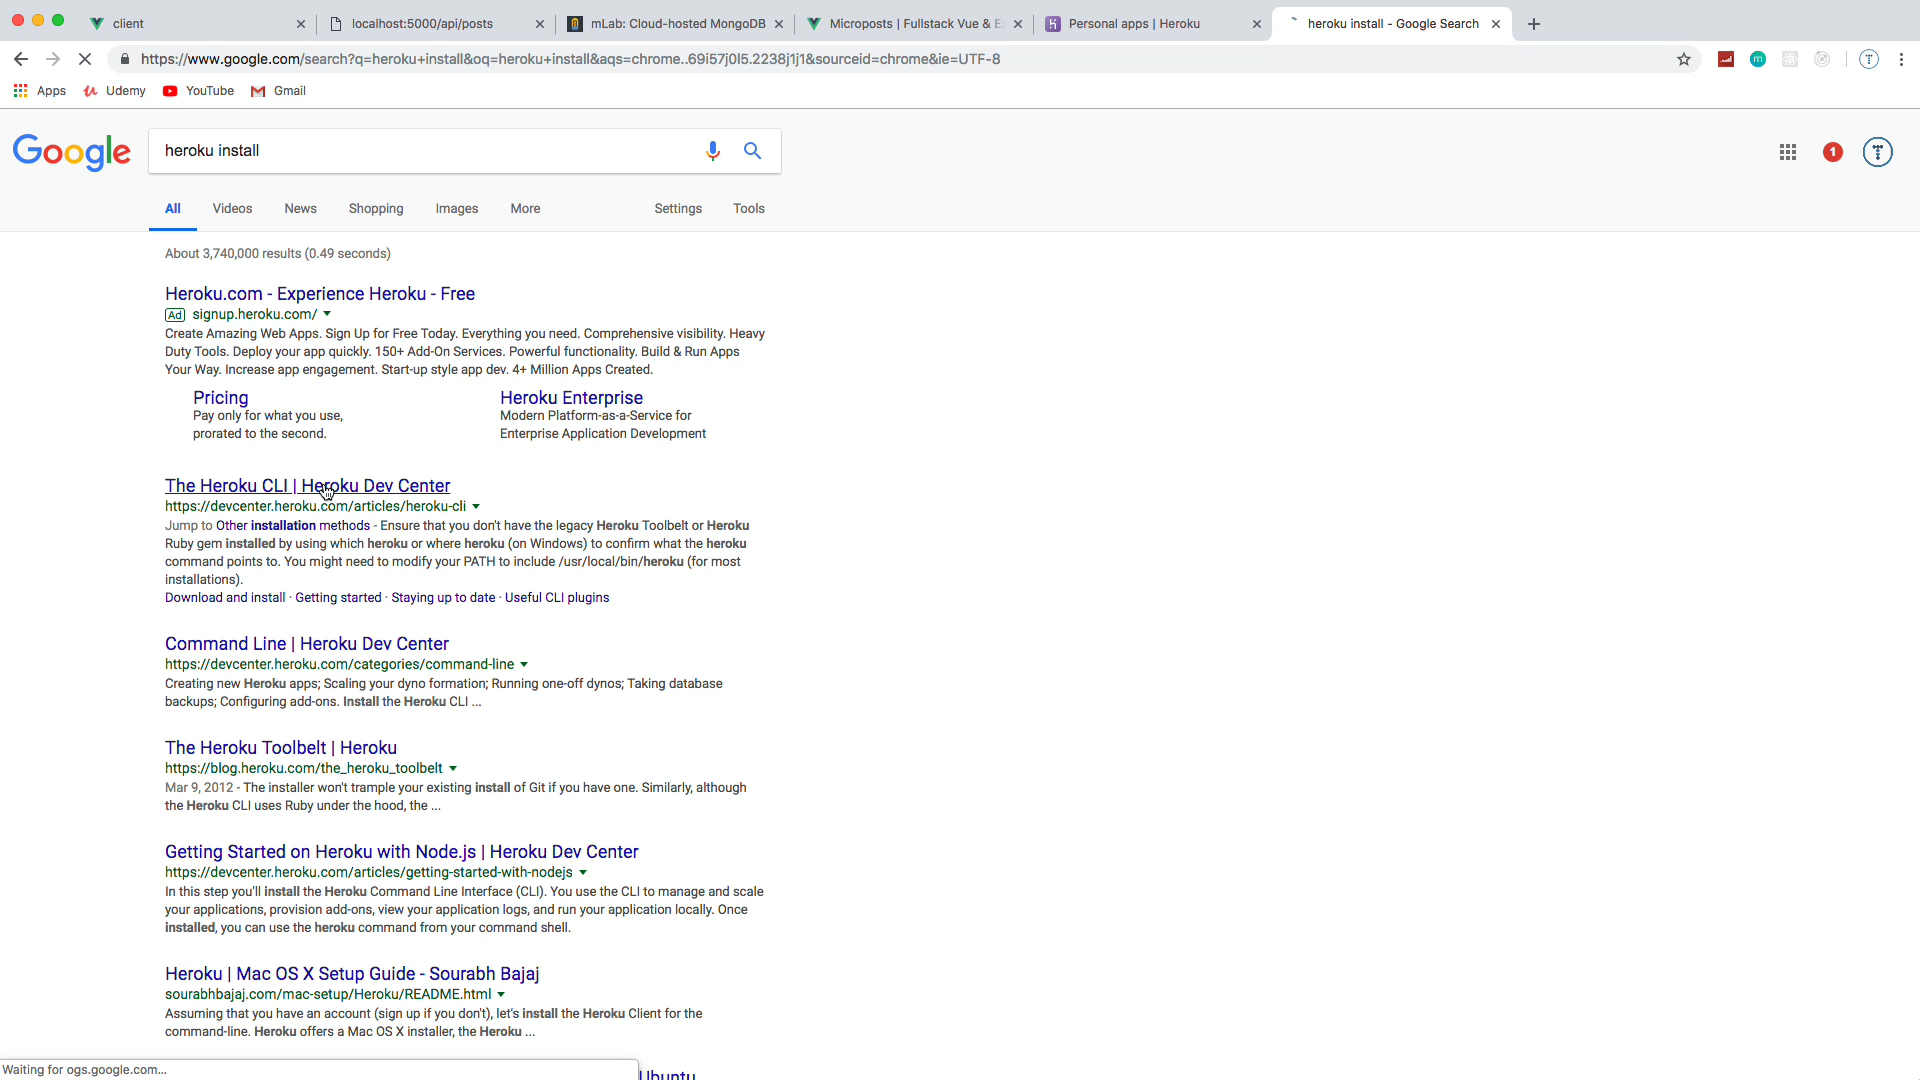 client
localhost:5000/api/posts
mLab: Cloud-hosted MongoDB
Microposts | Fullstack Vue & E
Personal apps | Heroku
heroku install - Google Search
https://www.google.com/search?q=heroku+install&oq=heroku+install&aqs=chrome..69i57j0l5.2238j1j1&sourceid=chrome&ie=UTF-8
Apps Udemy YouTube Gmail
Google
heroku install
1
All Videos News Shopping Images More Settings Tools
About 3,740,000 results (0.49 seconds)
Heroku.com - Experience Heroku - Free
Ad signup.heroku.com/
Create Amazing Web Apps. Sign Up for Free Today. Everything you need. Comprehensive visibility. Heavy
Duty Tools. Deploy your app quickly. 150+ Add-On Services. Powerful functionality. Build & Run Apps
Your Way. Increase app engagement. Start-up style app dev. 4+ Million Apps Created.
Pricing
Pay only for what you use,
prorated to the second.
Heroku Enterprise
Modern Platform-as-a-Service for
Enterprise Application Development
The Heroku CLI | Heroku Dev Center
https://devcenter.heroku.com/articles/heroku-cli
Jump to Other installation methods - Ensure that you don't have the legacy Heroku Toolbelt or Heroku
Ruby gem installed by using which heroku or where heroku (on Windows) to confirm what the heroku
command points to. You might need to modify your PATH to include /usr/local/bin/heroku (for most
installations).
Download and install · Getting started · Staying up to date · Useful CLI plugins
Command Line | Heroku Dev Center
https://devcenter.heroku.com/categories/command-line
Creating new Heroku apps; Scaling your dyno formation; Running one-off dynos; Taking database
backups; Configuring add-ons. Install the Heroku CLI ...
The Heroku Toolbelt | Heroku
https://blog.heroku.com/the_heroku_toolbelt
Mar 9, 2012 - The installer won't trample your existing install of Git if you have one. Similarly, although
the Heroku CLI uses Ruby under the hood, the ...
Getting Started on Heroku with Node.js | Heroku Dev Center
https://devcenter.heroku.com/articles/getting-started-with-nodejs
In this step you'll install the Heroku Command Line Interface (CLI). You use the CLI to manage and scale
your applications, provision add-ons, view your application logs, and run your application locally. Once
installed, you can use the heroku command from your command shell.
Heroku | Mac OS X Setup Guide - Sourabh Bajaj
sourabhbajaj.com/mac-setup/Heroku/README.html
Assuming that you have an account (sign up if you don't), let's install the Heroku Client for the
command-line. Heroku offers a Mac OS X installer, the Heroku ...
Waiting for ogs.google.com...
Ubuntu